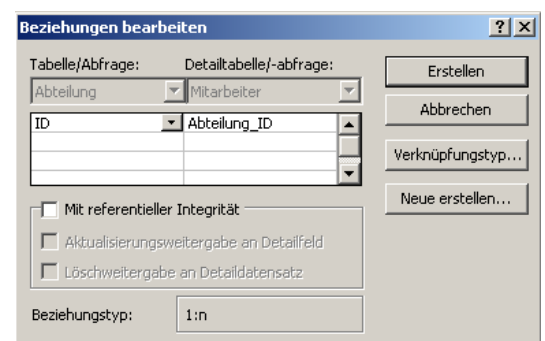 Beziehungen bearbeiten
Tabelle/Abfrage: Detailtabelle/-abfrage:
Abteilung Mitarbeiter
ID Abteilung_ID
Mit referentieller Integrität
Aktualisierungsweitergabe an Detailfeld
Löschweitergabe an Detaildatensatz
Beziehungstyp: 1:n
Erstellen
Abbrechen
Verknüpfungstyp...
Neue erstellen...